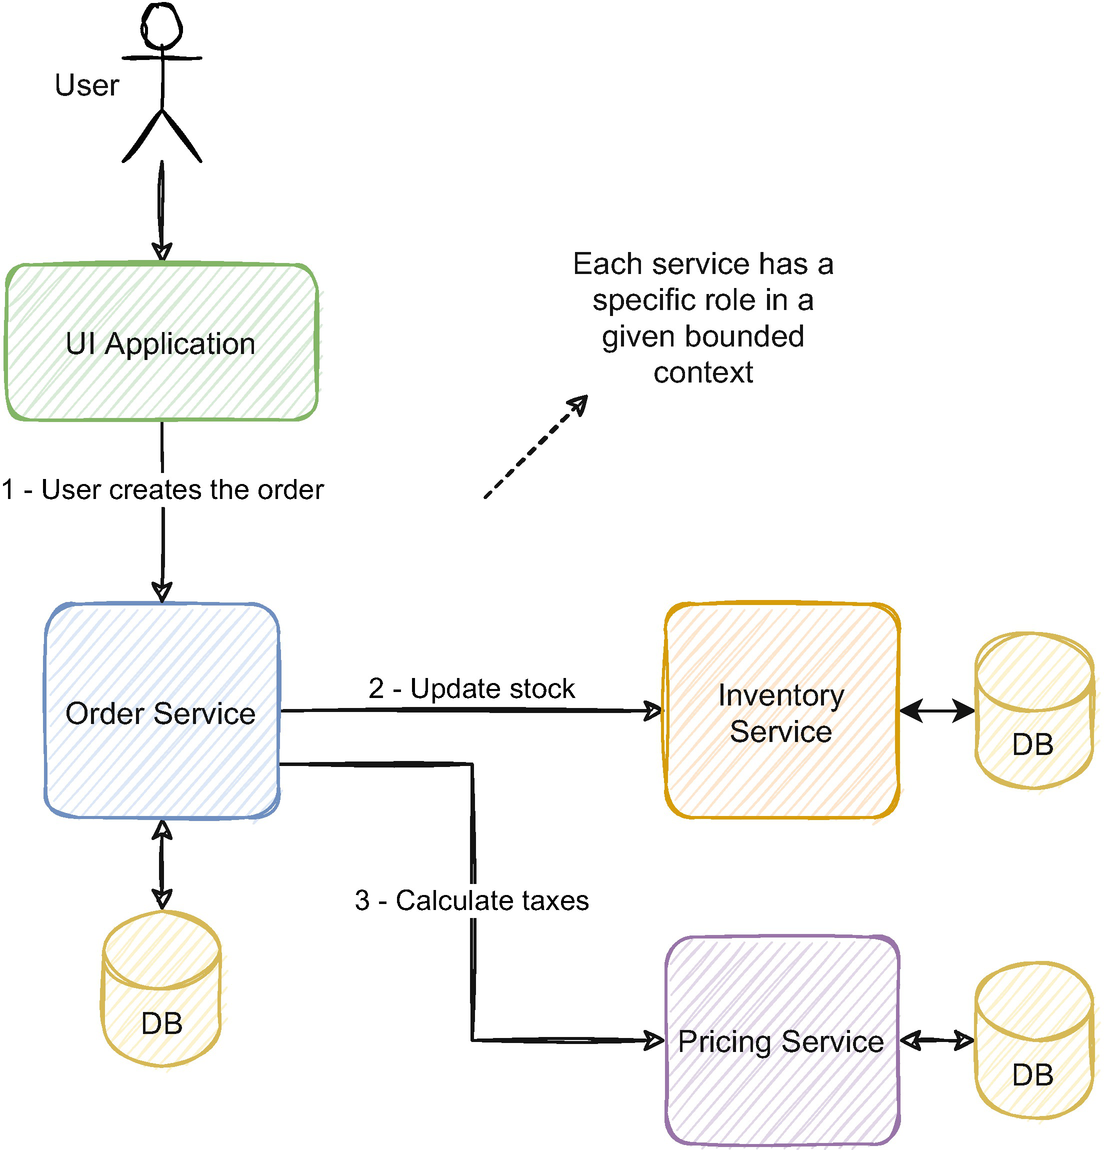 User
UI Application
Each service has a
specific role in a
given bounded
context
1 - User creates the order
Order Service
2 - Update stock
Inventory
Service
DB
3 - Calculate taxes
DB
Pricing Service
DB